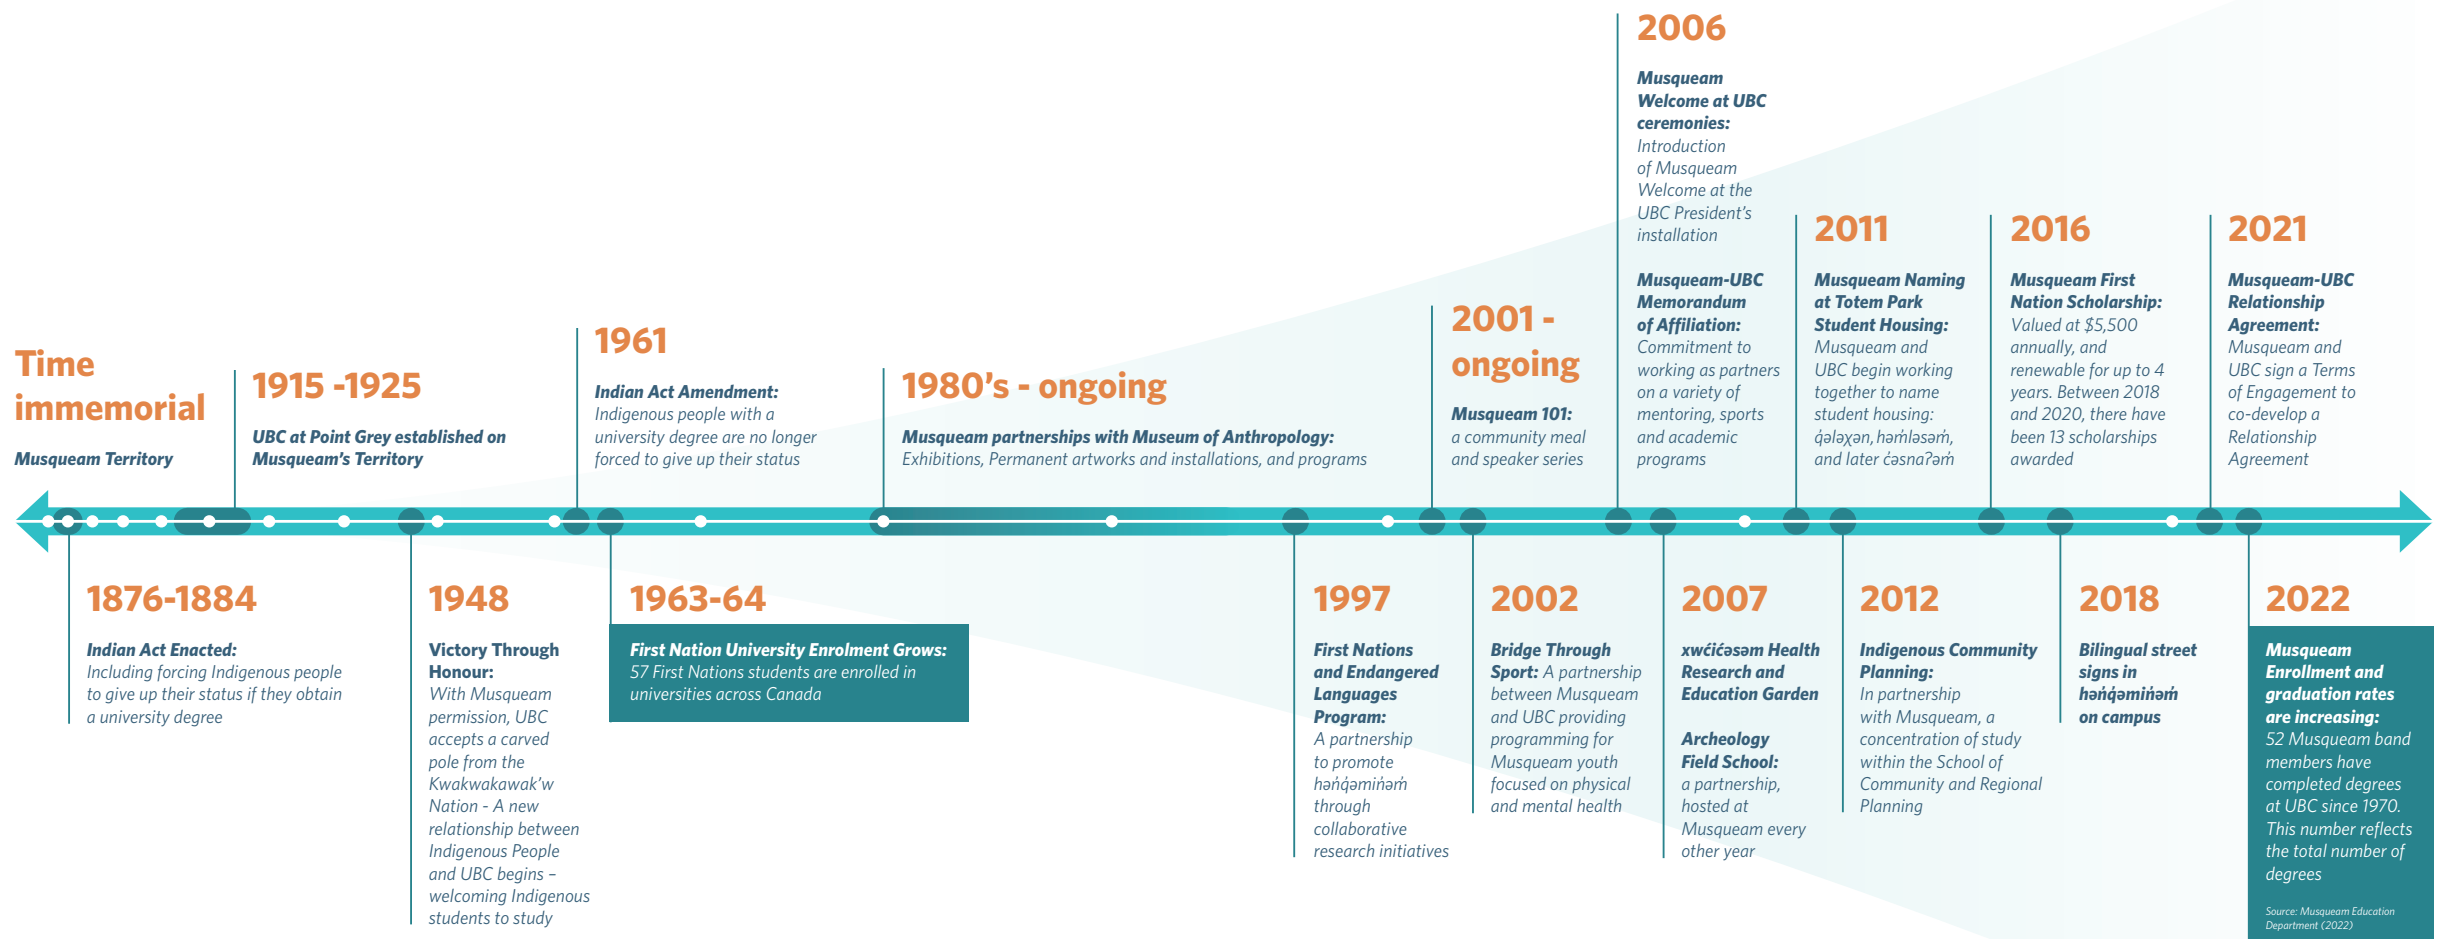 Time
immemorial
Musqueam Territory
1915 -1925
UBC at Point Grey established on
Musqueam's Territory
1961
Indian Act Amendment:
Indigenous people with a
university degree are no longer
forced to give up their status
1980's - ongoing
Musqueam partnerships with Museum of Anthropology:
Exhibitions, Permanent artworks and installations, and programs
2001 -
ongoing
Musqueam 101:
a community meal
and speaker series
2006
Musqueam
Welcome at UBC
ceremonies:
Introduction
of Musqueam
Welcome at the
UBC President's
installation
Musqueam-UBC
Memorandum
of Affiliation:
Commitment to
working as partners
on a variety of
mentoring, sports
and academic
programs
2011
Musqueam Naming
at Totem Park
Student Housing:
Musqueam and
UBC begin working
together to name
student housing:
q̓ələχən, həm̓ləsəm̓,
and later c̓əsnaʔəm̓
2016
Musqueam First
Nation Scholarship:
Valued at $5,500
annually, and
renewable for up to 4
years. Between 2018
and 2020, there have
been 13 scholarships
awarded
2021
Musqueam-UBC
Relationship
Agreement:
Musqueam and
UBC sign a Terms
of Engagement to
co-develop a
Relationship
Agreement
1876-1884
Indian Act Enacted:
Including forcing Indigenous people
to give up their status if they obtain
a university degree
1948
Victory Through
Honour:
With Musqueam
permission, UBC
accepts a carved
pole from the
Kwakwakawak'w
Nation - A new
relationship between
Indigenous People
and UBC begins –
welcoming Indigenous
students to study
1963-64
First Nation University Enrolment Grows:
57 First Nations students are enrolled in
universities across Canada
1997
First Nations
and Endangered
Languages
Program:
A partnership
to promote
hən̓q̓əmin̓əm̓
through
collaborative
research initiatives
2002
Bridge Through
Sport: A partnership
between Musqueam
and UBC providing
programming for
Musqueam youth
focused on physical
and mental health
2007
xwc̓ic̓əsəm Health
Research and
Education Garden
Archeology
Field School:
a partnership,
hosted at
Musqueam every
other year
2012
Indigenous Community
Planning:
In partnership
with Musqueam, a
concentration of study
within the School of
Community and Regional
Planning
2018
Bilingual street
signs in
hən̓q̓əmin̓əm̓
on campus
2022
Musqueam
Enrollment and
graduation rates
are increasing:
52 Musqueam band
members have
completed degrees
at UBC since 1970.
This number reflects
the total number of
degrees
Source: Musqueam Education
Department (2022)